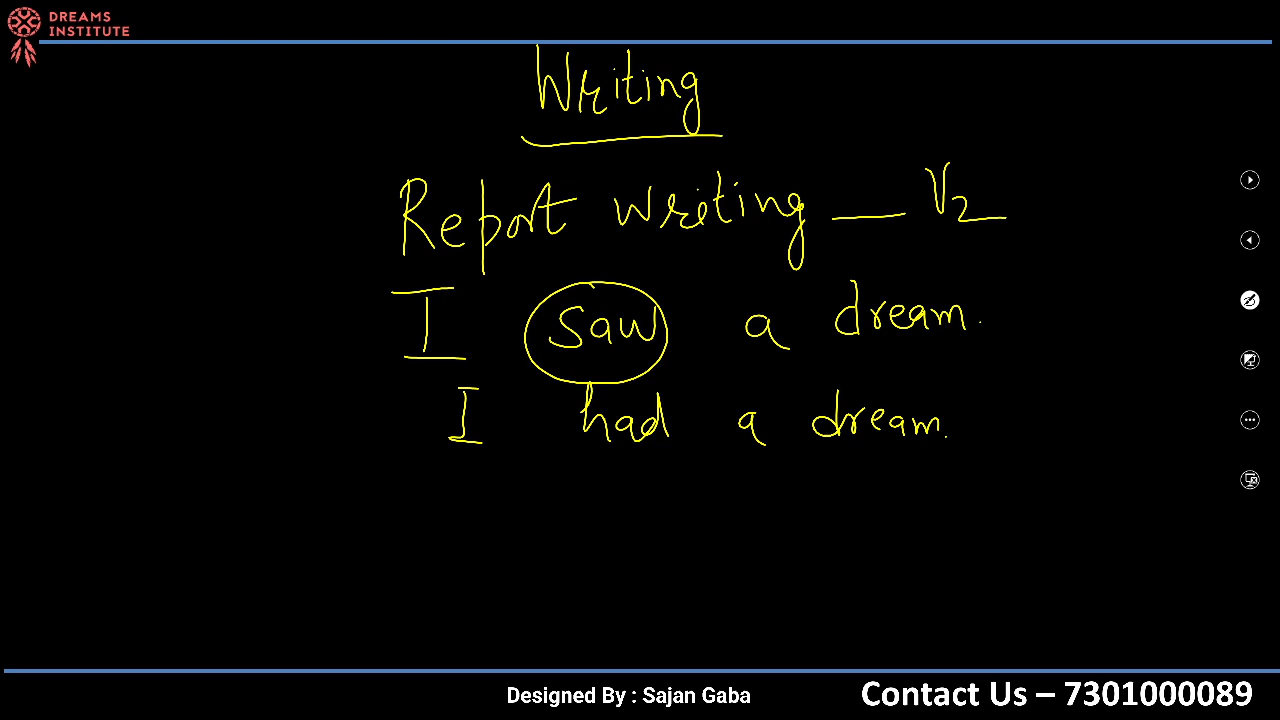 DREAMS
INSTITUTE
Writing
Report writing — V2
I saw a dream.
I had a dream.
Designed By : Sajan Gaba
Contact Us – 7301000089